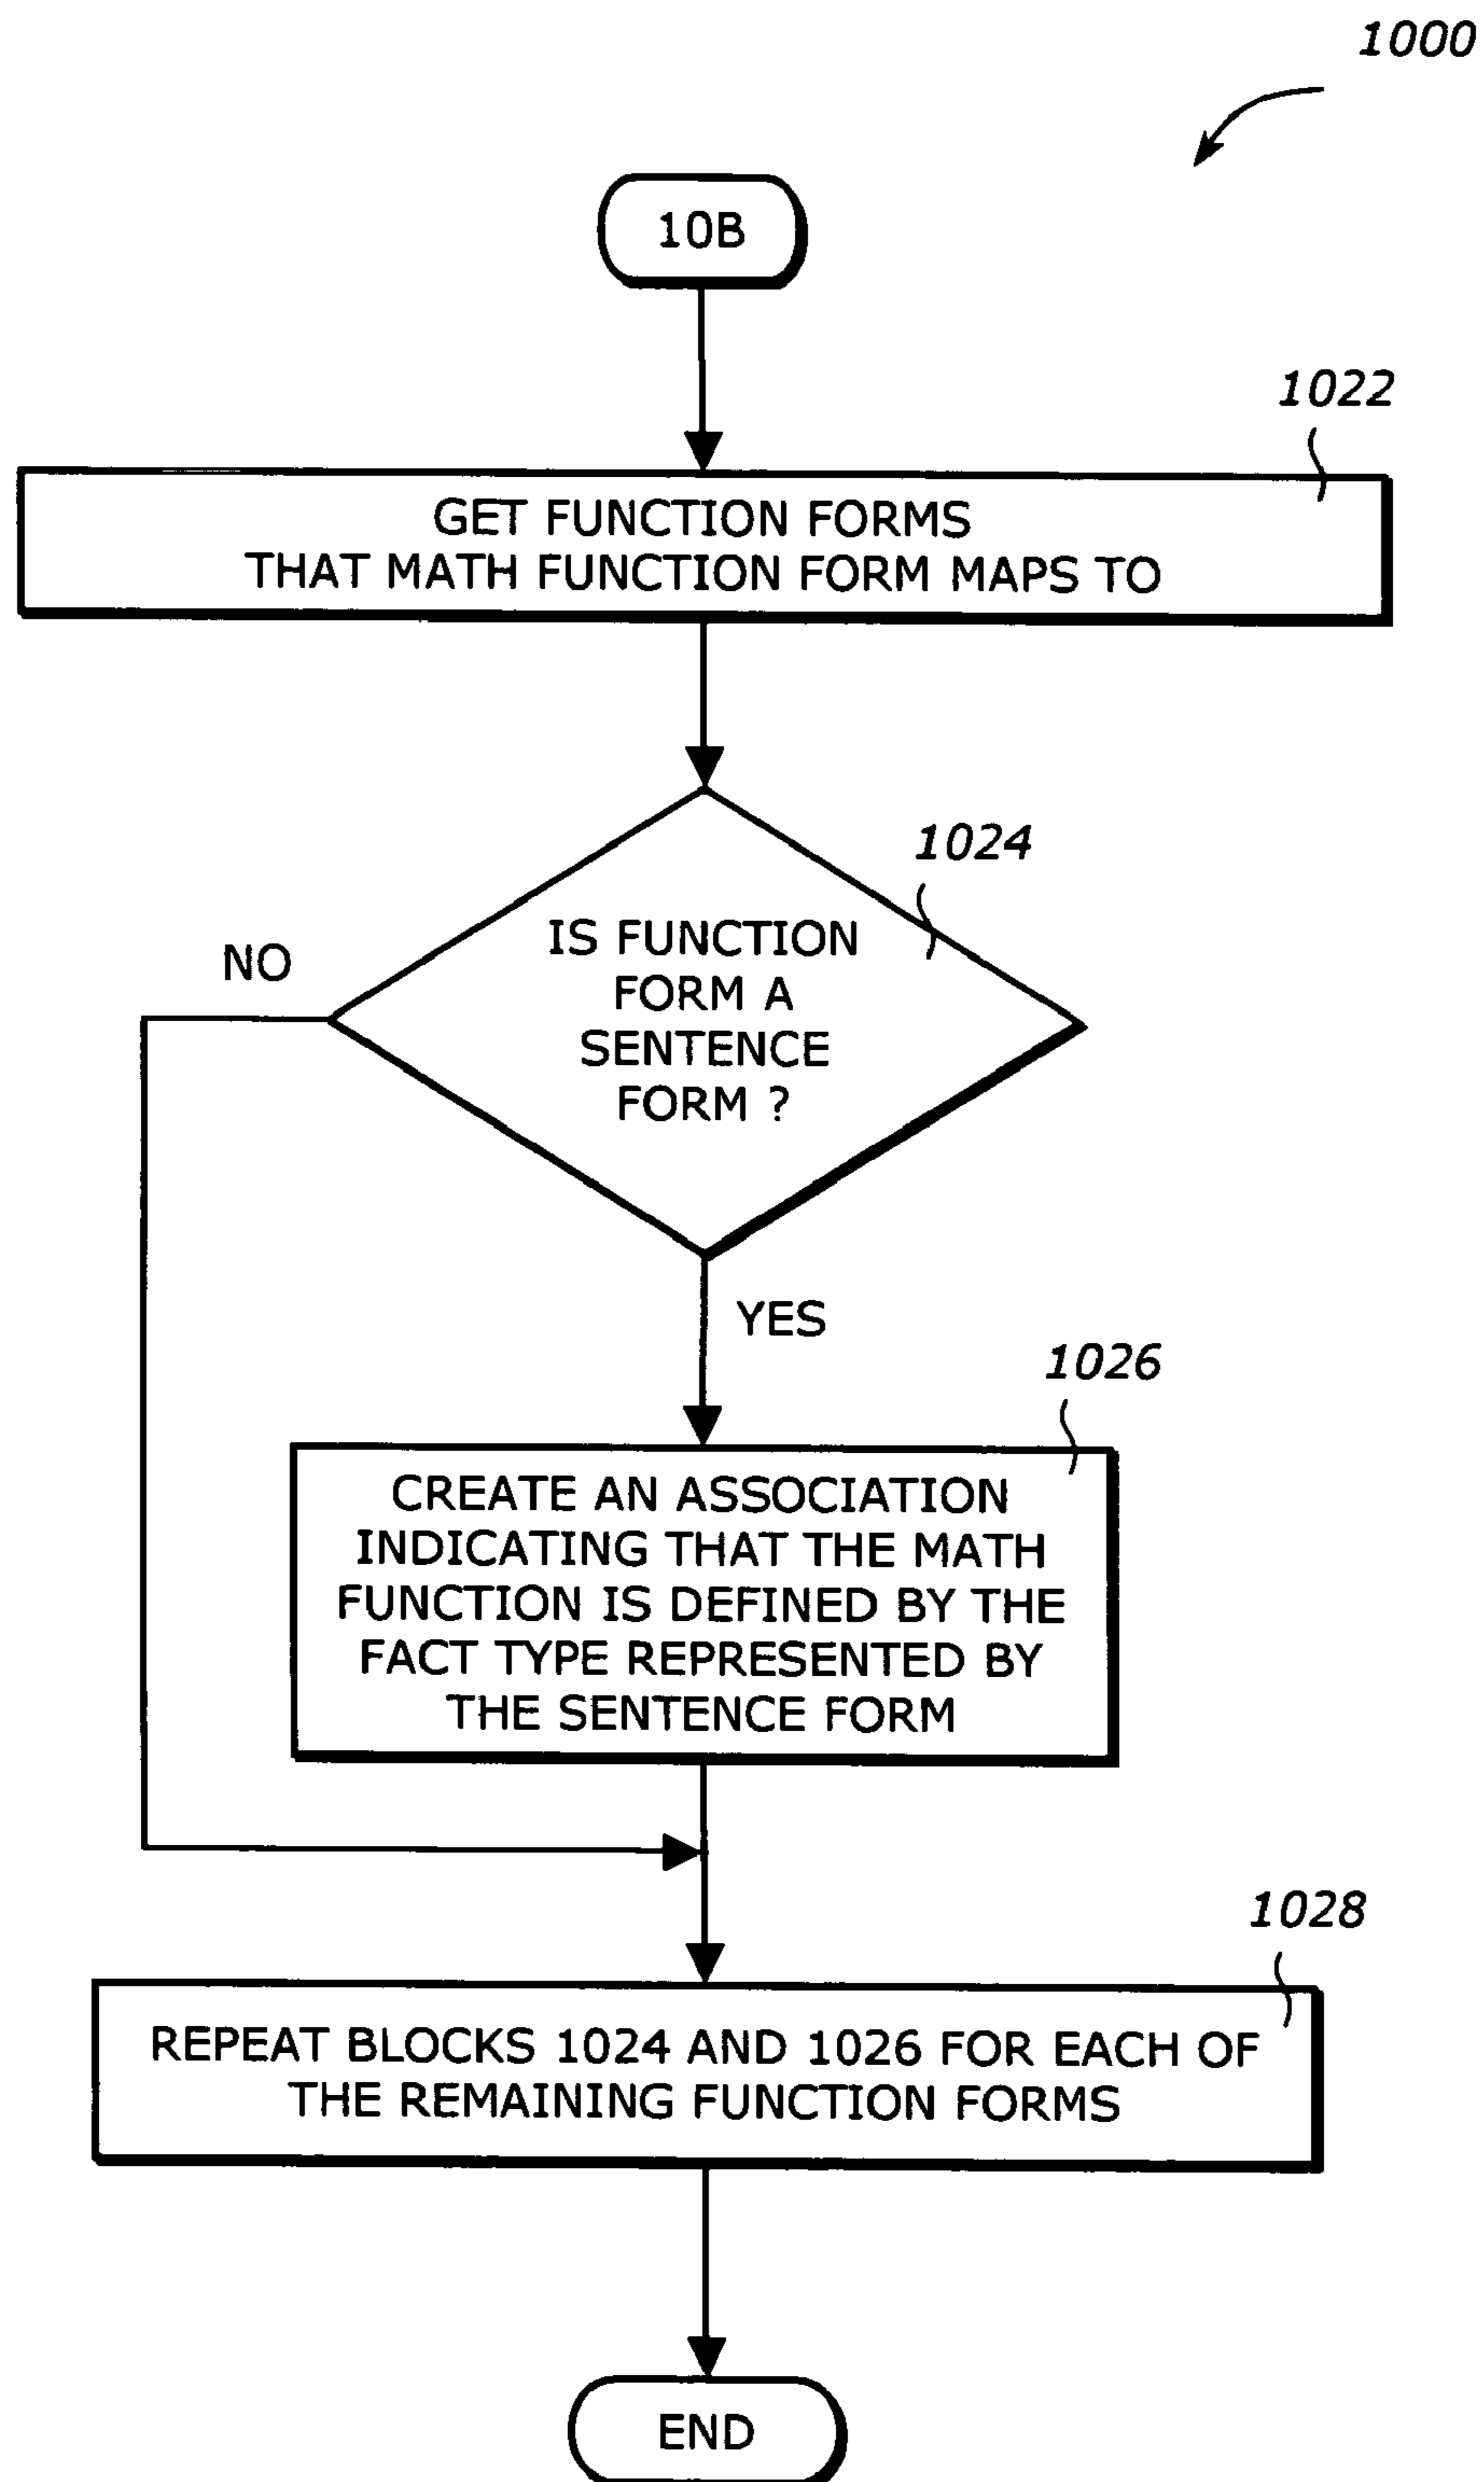 1000
10B
1022
GET FUNCTION FORMS
THAT MATH FUNCTION FORM MAPS TO
1024
IS FUNCTION
FORM A
SENTENCE
FORM ?
NO
YES
1026
CREATE AN ASSOCIATION
INDICATING THAT THE MATH
FUNCTION IS DEFINED BY THE
FACT TYPE REPRESENTED BY
THE SENTENCE FORM
1028
REPEAT BLOCKS 1024 AND 1026 FOR EACH OF
THE REMAINING FUNCTION FORMS
END